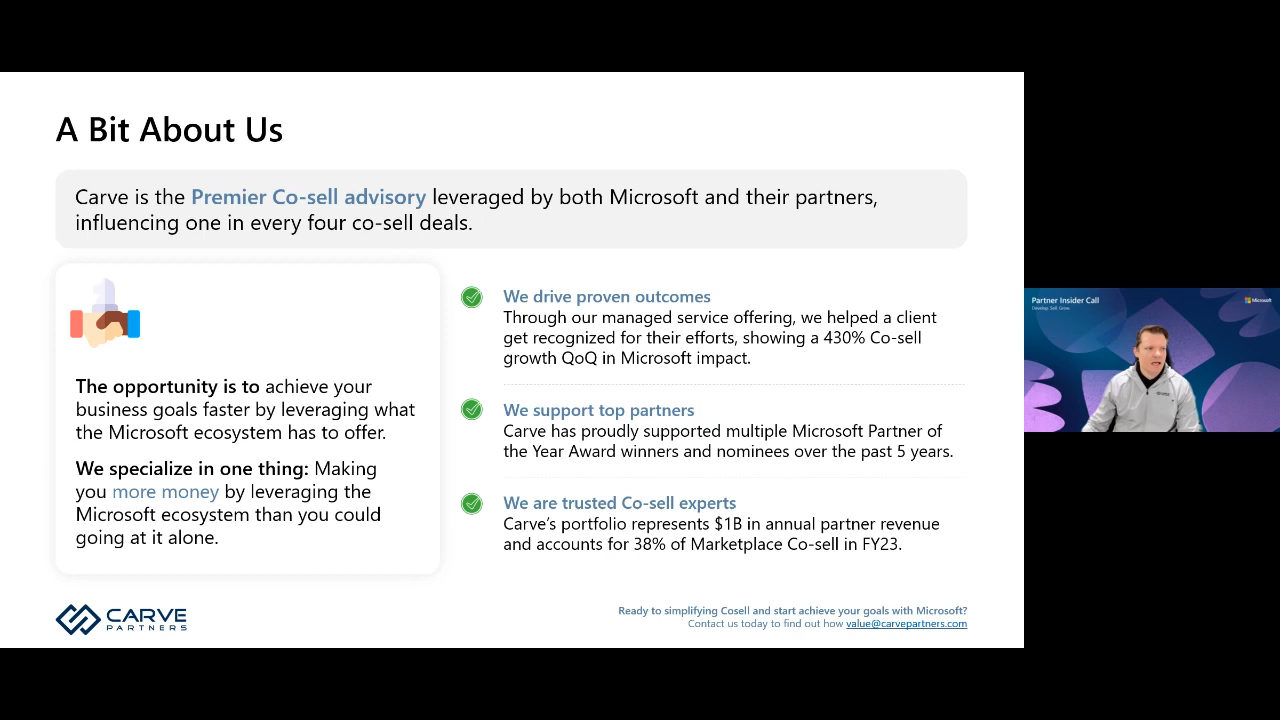 A Bit About Us
Carve is the Premier Co-sell advisory leveraged by both Microsoft and their partners,
influencing one in every four co-sell deals.
The opportunity is to achieve your
business goals faster by leveraging what
the Microsoft ecosystem has to offer.
We specialize in one thing: Making
you more money by leveraging the
Microsoft ecosystem than you could
going at it alone.
We drive proven outcomes
Through our managed service offering, we helped a client
get recognized for their efforts, showing a 430% Co-sell
growth QoQ in Microsoft impact.
We support top partners
Carve has proudly supported multiple Microsoft Partner of
the Year Award winners and nominees over the past 5 years.
We are trusted Co-sell experts
Carve's portfolio represents $1B in annual partner revenue
and accounts for 38% of Marketplace Co-sell in FY23.
CARVE
PARTNERS
Ready to simplifying Cosell and start achieve your goals with Microsoft?
Contact us today to find out how value@carvepartners.com
Partner Insider Call
Develop. Sell. Grow.
Microsoft